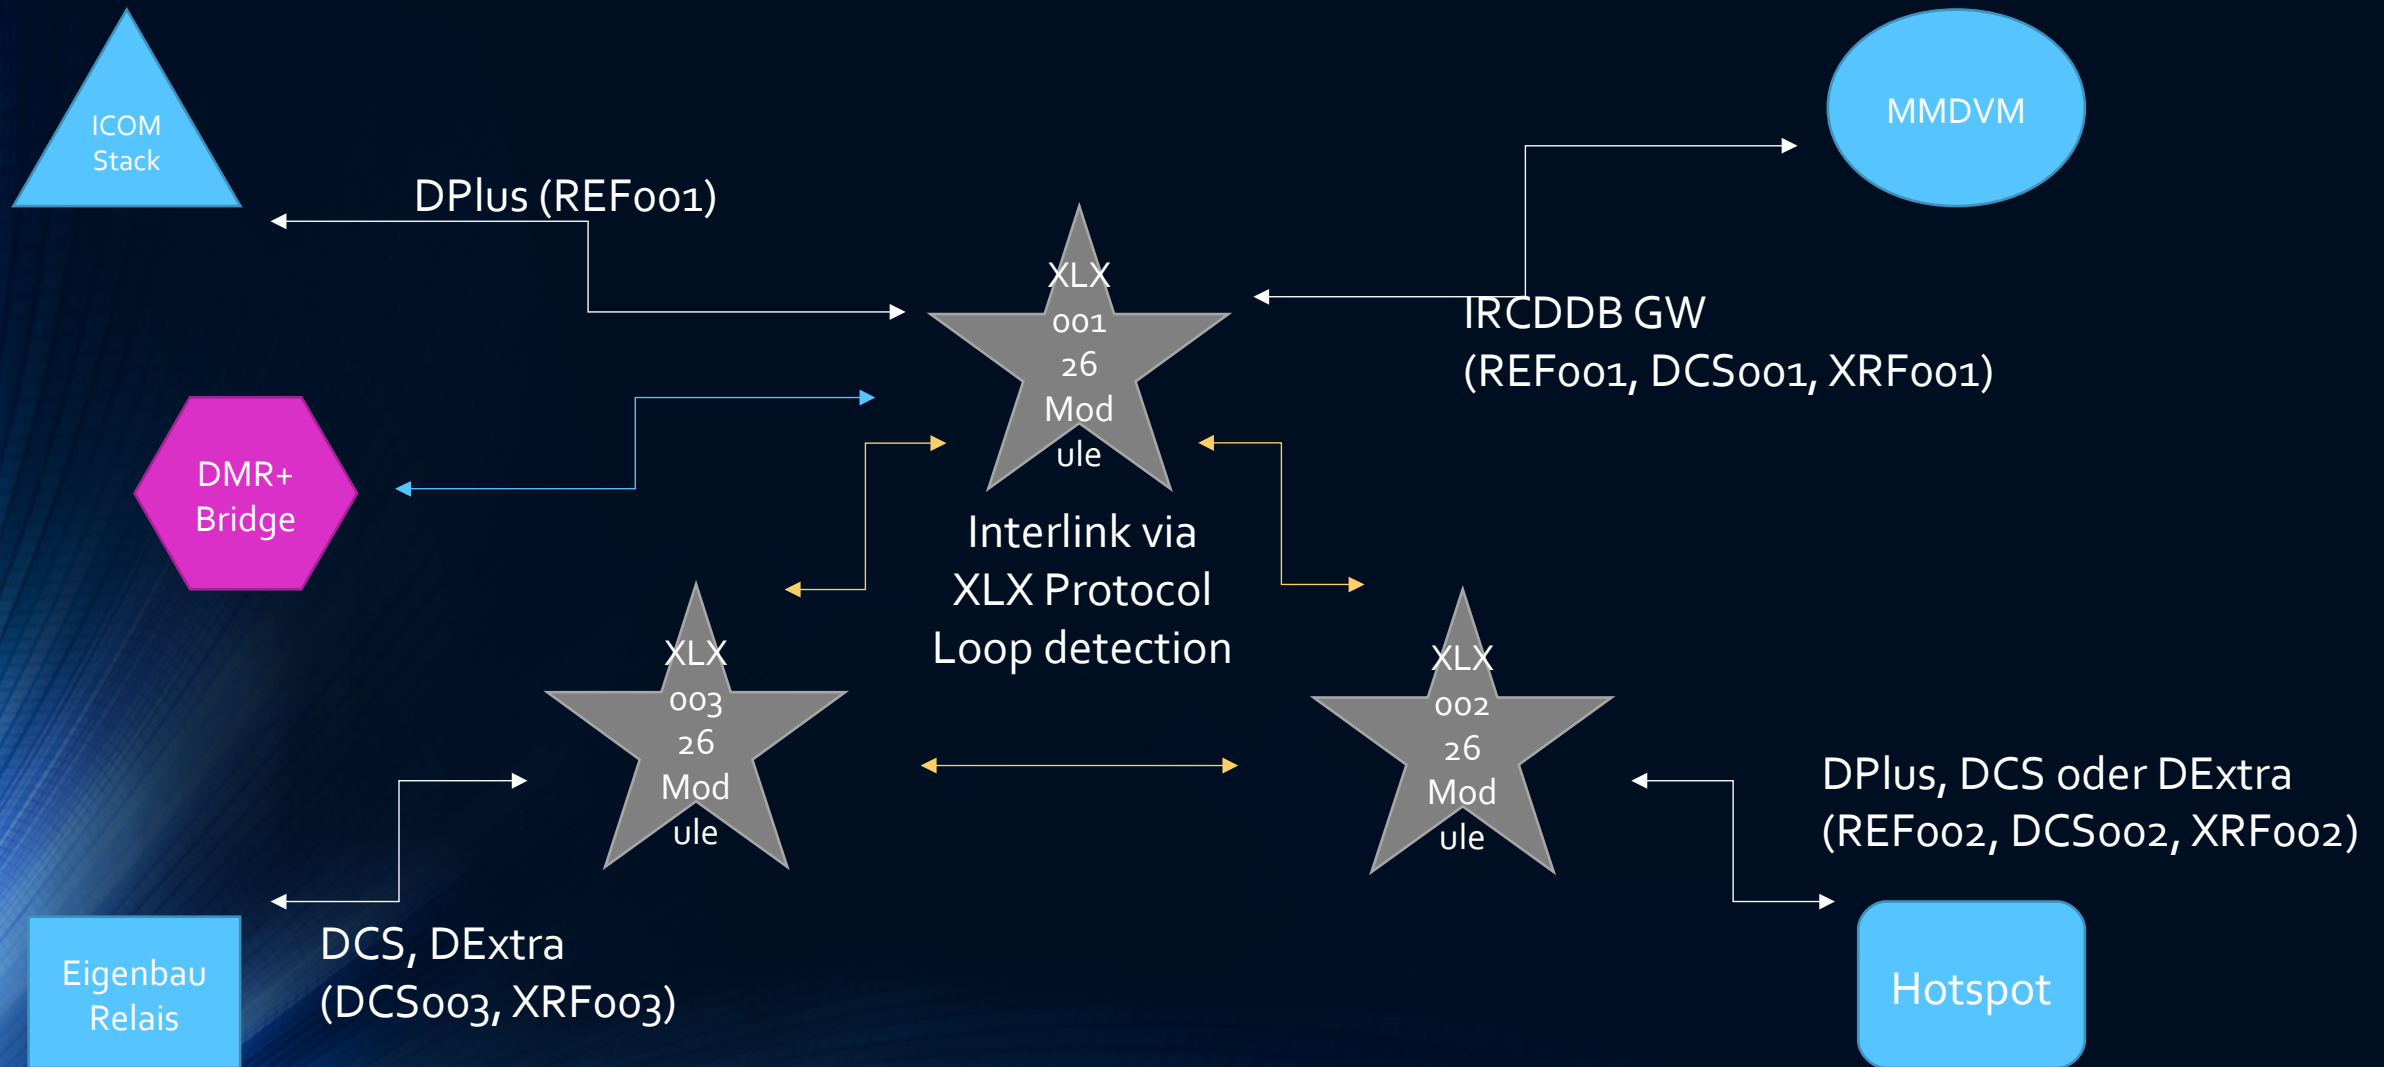 ICOM
Stack
MMDVM
DPlus (REF001)
XLX
001
26
Mod
ule
IRCDDB GW
(REF001, DCS001, XRF001)
DMR+
Bridge
Interlink via
XLX Protocol
Loop detection
XLX
003
26
Mod
ule
XLX
002
26
Mod
ule
DPlus, DCS oder DExtra
(REF002, DCS002, XRF002)
Eigenbau
Relais
DCS, DExtra
(DCS003, XRF003)
Hotspot